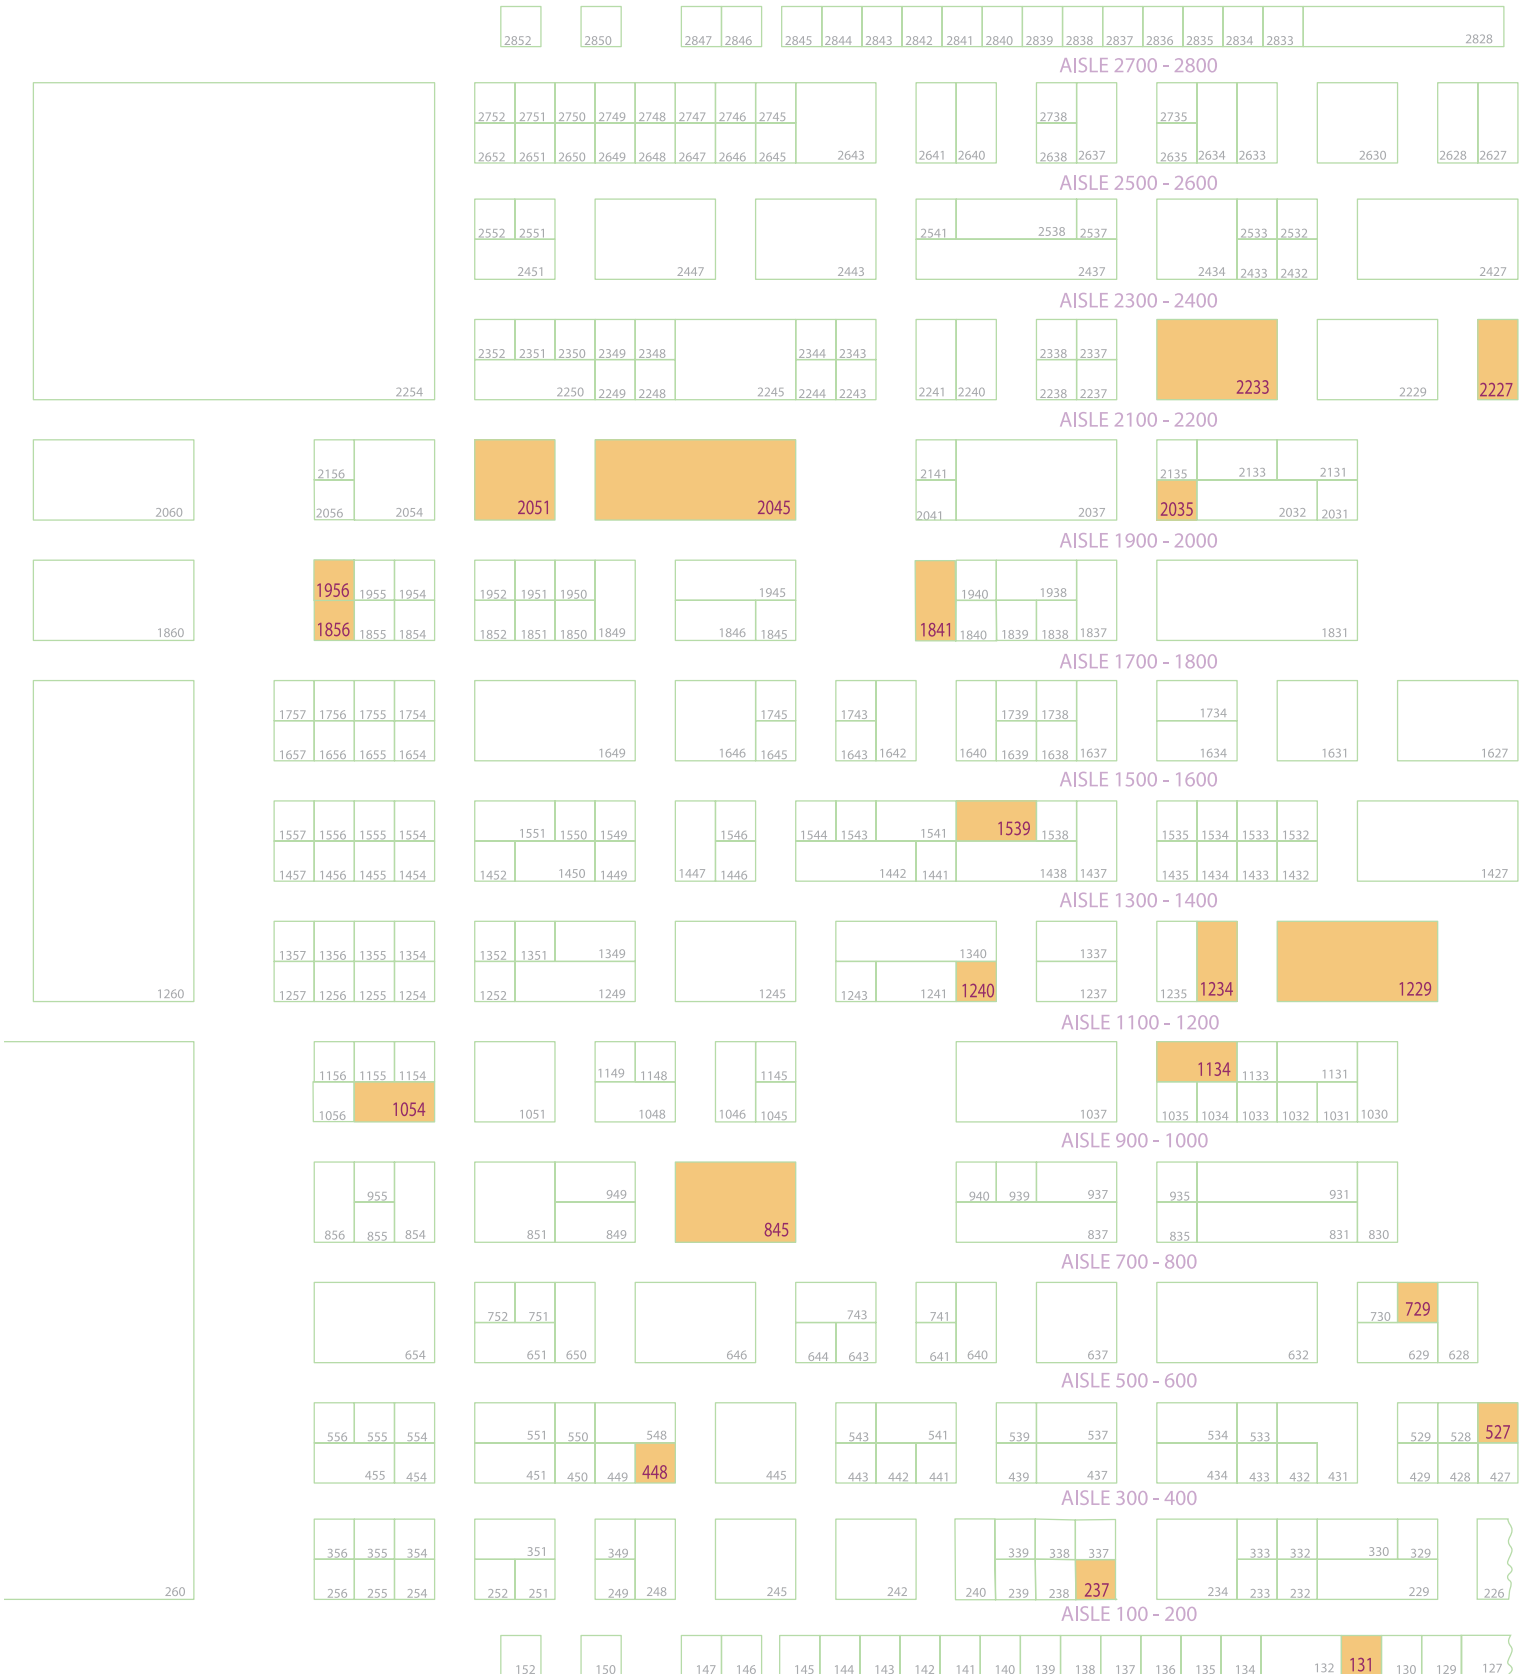 2852 2850 2847 2846 2845 2844 2843 2842 2841 2840 2839 2838 2837 2836 2835 2834 2833 2828
AISLE 2700 - 2800
2752 2751 2750 2749 2748 2747 2746 2745 2738 2735
2652 2651 2650 2649 2648 2647 2646 2645 2643 2641 2640 2638 2637 2635 2634 2633 2630 2628 2627
AISLE 2500 - 2600
2552 2551 2541 2538 2537 2533 2532
2451 2447 2443 2437 2434 2433 2432 2427
AISLE 2300 - 2400
2352 2351 2350 2349 2348 2344 2343 2338 2337
2254 2250 2249 2248 2245 2244 2243 2241 2240 2238 2237 2233 2229 2227
AISLE 2100 - 2200
2156 2141 2135 2133 2131
2060 2056 2054 2051 2045 2041 2037 2035 2032 2031
AISLE 1900 - 2000
1956 1955 1954 1952 1951 1950 1945 1940 1938
1860 1856 1855 1854 1852 1851 1850 1849 1846 1845 1841 1840 1839 1838 1837 1831
AISLE 1700 - 1800
1757 1756 1755 1754 1745 1743 1739 1738 1734
1657 1656 1655 1654 1649 1646 1645 1643 1642 1640 1639 1638 1637 1634 1631 1627
AISLE 1500 - 1600
1557 1556 1555 1554 1551 1550 1549 1546 1544 1543 1541 1539 1538 1535 1534 1533 1532
1457 1456 1455 1454 1452 1450 1449 1447 1446 1442 1441 1438 1437 1435 1434 1433 1432 1427
AISLE 1300 - 1400
1357 1356 1355 1354 1352 1351 1349 1340 1337
1260 1257 1256 1255 1254 1252 1249 1245 1243 1241 1240 1237 1235 1234 1229
AISLE 1100 - 1200
1156 1155 1154 1149 1148 1145 1134 1133 1131
1056 1054 1051 1048 1046 1045 1037 1035 1034 1033 1032 1031 1030
AISLE 900 - 1000
955 949 940 939 937 935 931
856 855 854 851 849 845 837 835 831 830
AISLE 700 - 800
752 751 743 741 730 729
654 651 650 646 644 643 641 640 637 632 629 628
AISLE 500 - 600
556 555 554 551 550 548 543 541 539 537 534 533 529 528 527
455 454 451 450 449 448 445 443 442 441 439 437 434 433 432 431 429 428 427
AISLE 300 - 400
356 355 354 351 349 339 338 337 333 332 330 329
260 256 255 254 252 251 249 248 245 242 240 239 238 237 234 233 232 229 226
AISLE 100 - 200
152 150 147 146 145 144 143 142 141 140 139 138 137 136 135 134 132 131 130 129 127